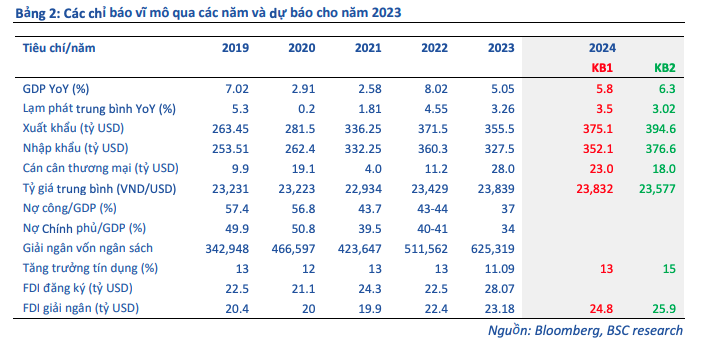 Bảng 2: Các chỉ báo vĩ mô qua các năm và dự báo cho năm 2023
Tiêu chí/năm 2019 2020 2021 2022 2023 2024
KB1 KB2
GDP YoY (%) 7.02 2.91 2.58 8.02 5.05 5.8 6.3
Lạm phát trung bình YoY (%) 5.3 0.2 1.81 4.55 3.26 3.5 3.02
Xuất khẩu (tỷ USD) 263.45 281.5 336.25 371.5 355.5 375.1 394.6
Nhập khẩu (tỷ USD) 253.51 262.4 332.25 360.3 327.5 352.1 376.6
Cán cân thương mại (tỷ USD) 9.9 19.1 4.0 11.2 28.0 23.0 18.0
Tỷ giá trung bình (VND/USD) 23,231 23,223 22,934 23,429 23,839 23,832 23,577
Nợ công/GDP (%) 57.4 56.8 43.7 43-44 37
Nợ Chính phủ/GDP (%) 49.9 50.8 39.5 40-41 34
Giải ngân vốn ngân sách 342,948 466,597 423,647 511,562 625,319
Tăng trưởng tín dụng (%) 13 12 13 13 11.09 13 15
FDI đăng ký (tỷ USD) 22.5 21.1 24.3 22.5 28.07
FDI giải ngân (tỷ USD) 20.4 20 19.9 22.4 23.18 24.8 25.9
Nguồn: Bloomberg, BSC research